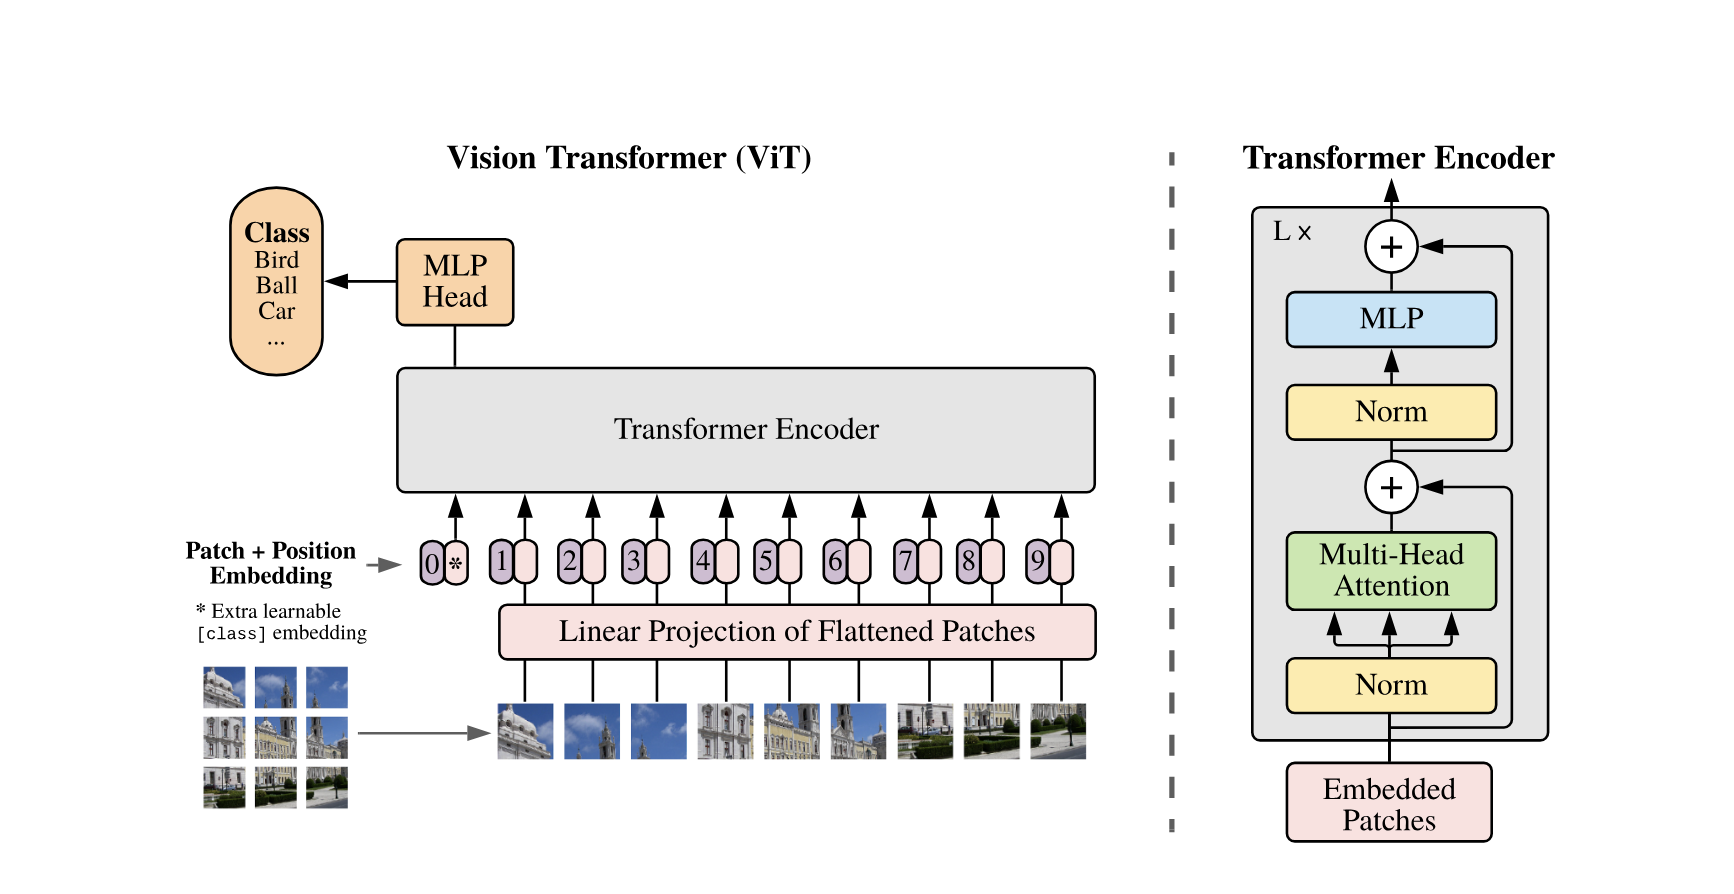 Vision Transformer (ViT)
Class
Bird
Ball
Car
...
MLP
Head
Transformer Encoder
Patch + Position
Embedding
0 * 1 2 3 4 5 6 7 8 9
* Extra learnable
[class] embedding
Linear Projection of Flattened Patches
Transformer Encoder
L ×
+
MLP
Norm
+
Multi-Head
Attention
Norm
Embedded
Patches